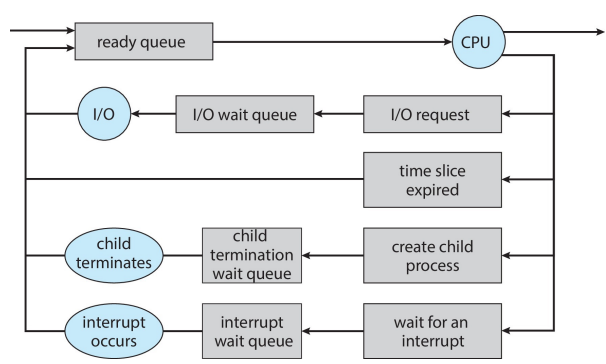 ready queue
CPU
I/O
I/O wait queue
I/O request
time slice
expired
child
terminates
child
termination
wait queue
create child
process
interrupt
occurs
interrupt
wait queue
wait for an
interrupt